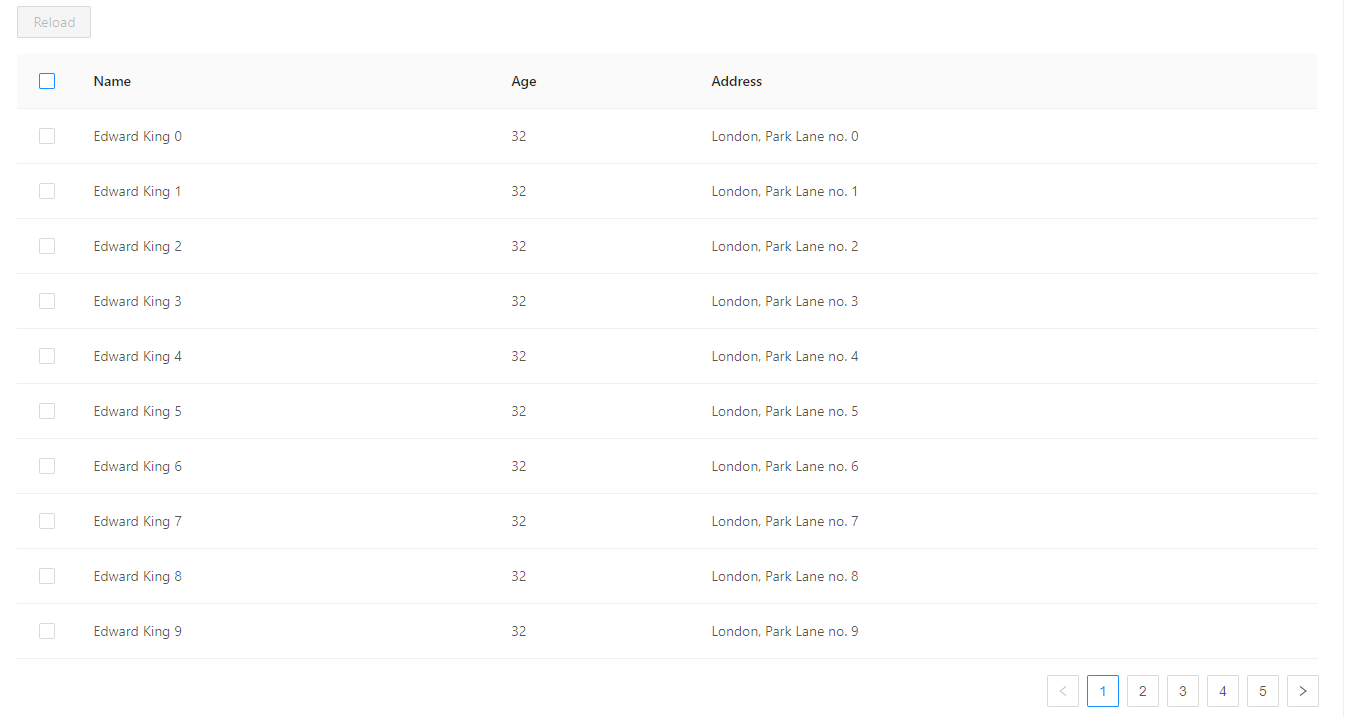 Reload
Name Age Address
Edward King 0 32 London, Park Lane no. 0
Edward King 1 32 London, Park Lane no. 1
Edward King 2 32 London, Park Lane no. 2
Edward King 3 32 London, Park Lane no. 3
Edward King 4 32 London, Park Lane no. 4
Edward King 5 32 London, Park Lane no. 5
Edward King 6 32 London, Park Lane no. 6
Edward King 7 32 London, Park Lane no. 7
Edward King 8 32 London, Park Lane no. 8
Edward King 9 32 London, Park Lane no. 9
< 1 2 3 4 5 >